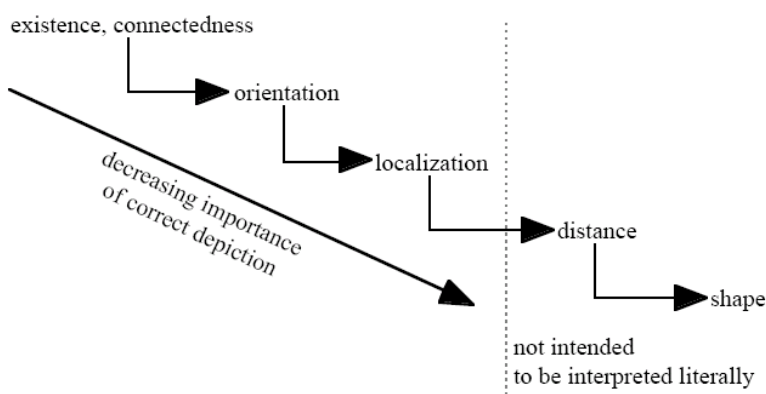 existence, connectedness
orientation
localization
decreasing importance
of correct depiction
distance
shape
not intended
to be interpreted literally